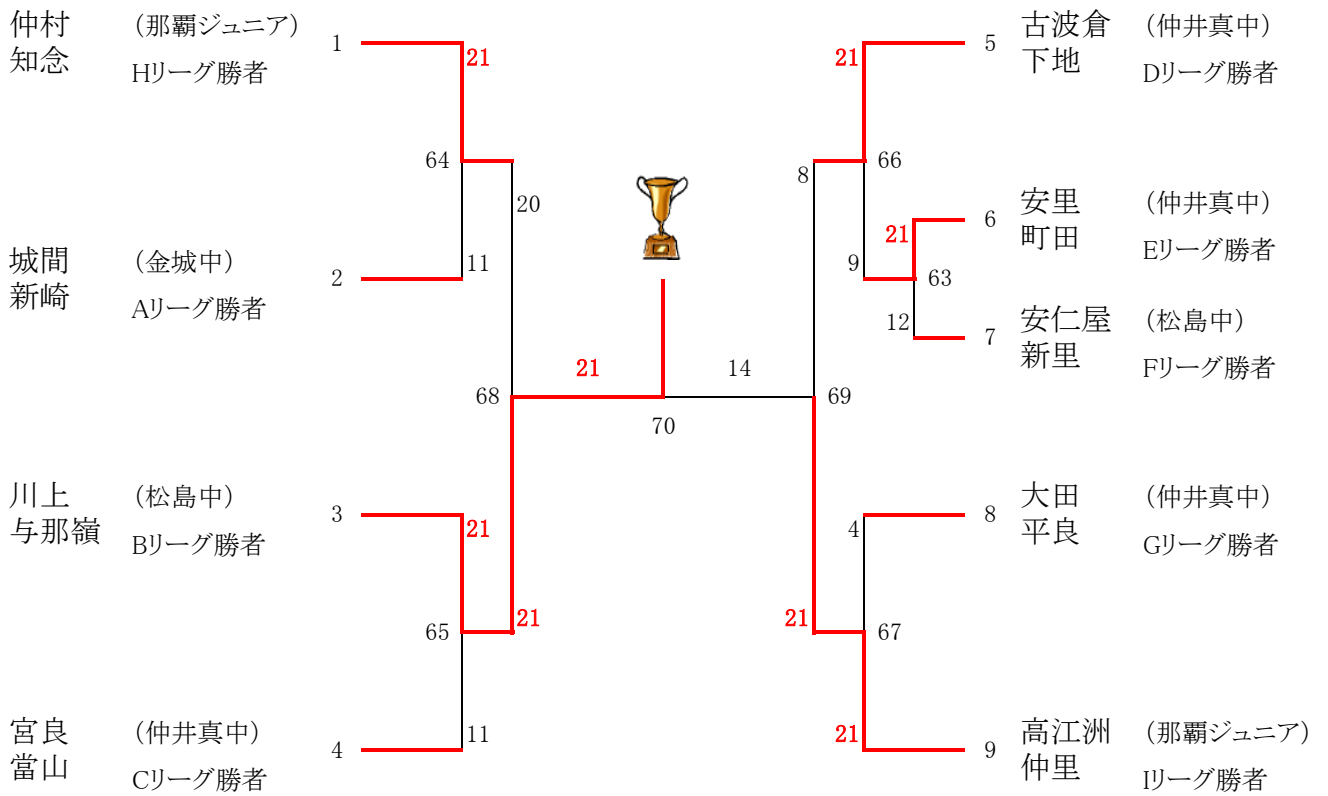 仲村 (那覇ジュニア)
知念 Hリーグ勝者
1
21
64
20
城間 (金城中)
新崎 Aリーグ勝者
2
11
68
21
川上 (松島中)
与那嶺 Bリーグ勝者
3
21
65
21
宮良 (仲井真中)
當山 Cリーグ勝者
4
11
70
14
古波倉 (仲井真中)
下地 Dリーグ勝者
5
21
66
8
安里 (仲井真中)
町田 Eリーグ勝者
6
21
9
63
安仁屋 (松島中)
新里 Fリーグ勝者
7
12
69
大田 (仲井真中)
平良 Gリーグ勝者
8
4
21
67
高江洲 (那覇ジュニア)
仲里 Iリーグ勝者
9
21